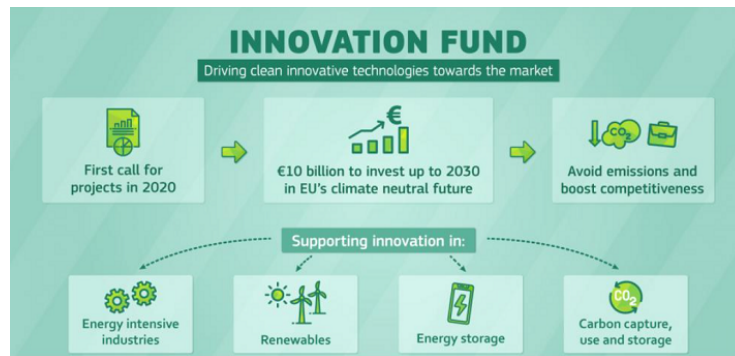 INNOVATION FUND
Driving clean innovative technologies towards the market
First call for
projects in 2020
€
€10 billion to invest up to 2030
in EU's climate neutral future
CO₂
Avoid emissions and
boost competitiveness
Supporting innovation in:
Energy intensive
industries
Renewables
Energy storage
CO₂
Carbon capture,
use and storage